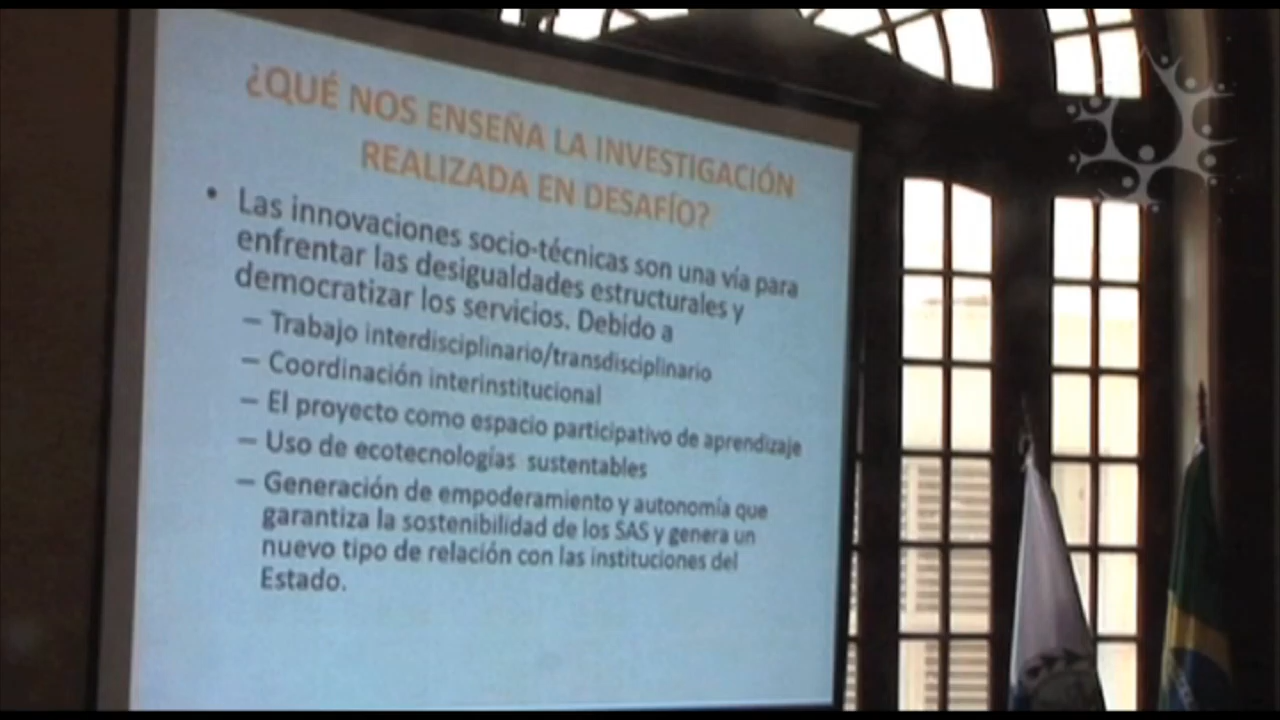 ¿QUÉ NOS ENSEÑA LA INVESTIGACIÓN
REALIZADA EN DESAFÍO?
• Las innovaciones socio-técnicas son una vía para
enfrentar las desigualdades estructurales y
democratizar los servicios. Debido a
– Trabajo interdisciplinario/transdisciplinario
– Coordinación interinstitucional
– El proyecto como espacio participativo de aprendizaje
– Uso de ecotecnologías sustentables
– Generación de empoderamiento y autonomía que
garantiza la sostenibilidad de los SAS y genera un
nuevo tipo de relación con las instituciones del
Estado.